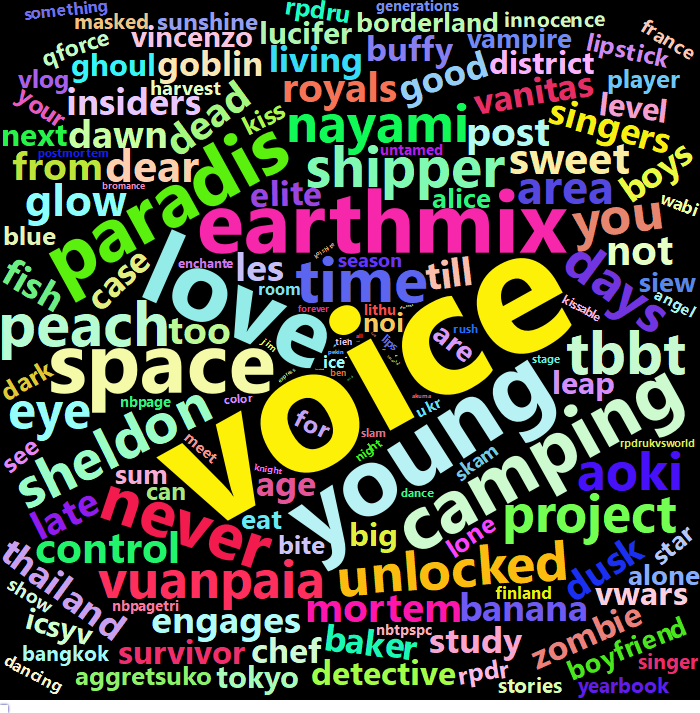 something
generations
masked
sunshine
rpdru
borderland
innocence
qforce
vincenzo
lucifer
buffy
vampire
lipstick
france
vlog
ghoul
goblin
living
good
district
player
your
insiders
harvest
royals
vanitas
level
next
dawn
dead
kiss
nayami
post
singers
postmortem
untamed
from
dear
paradis
shipper
sweet
boys
bromance
glow
elite
alice
area
wabi
earthmix
you
blue
case
les
season
till
not
enchante
time
days
siew
angel
fish
love
room
kissable
forever
lithu
peach
too
noi
rush
are
tbbt
jim
tieh
lips
stage
space
ice
pekin
dark
ben
leap
eye
nbpage
color
voice
akuma
ukr
sheldon
for
slam
young
camping
see
meet
night
skam
rpdrukvsworld
knight
sum
age
dance
aoki
late
can
never
eat
big
lone
project
star
control
bite
dusk
alone
thailand
vuanpaia
unlocked
finland
vwars
show
nbpagetri
mortem
banana
icsyv
engages
nbtpspc
zombie
bangkok
survivor
chef
baker
study
boyfriend
singer
dancing
aggretsuko
tokyo
detective
rpdr
stories
yearbook